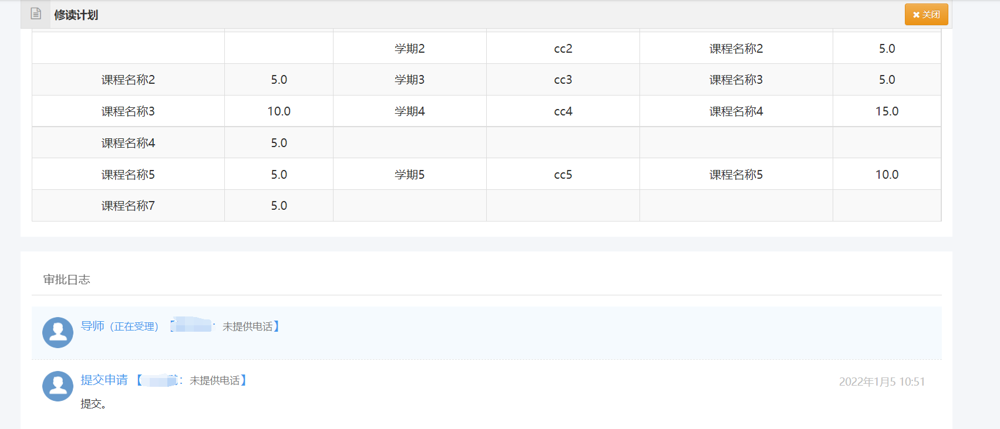 修读计划
关闭
学期2 cc2 课程名称2 5.0
课程名称2 5.0 学期3 cc3 课程名称3 5.0
课程名称3 10.0 学期4 cc4 课程名称4 15.0
课程名称4 5.0
课程名称5 5.0 学期5 cc5 课程名称5 10.0
课程名称7 5.0
审批日志
导师（正在受理）【 ： 未提供电话】
提交申请【 ： 未提供电话】 2022年1月5 10:51
提交。